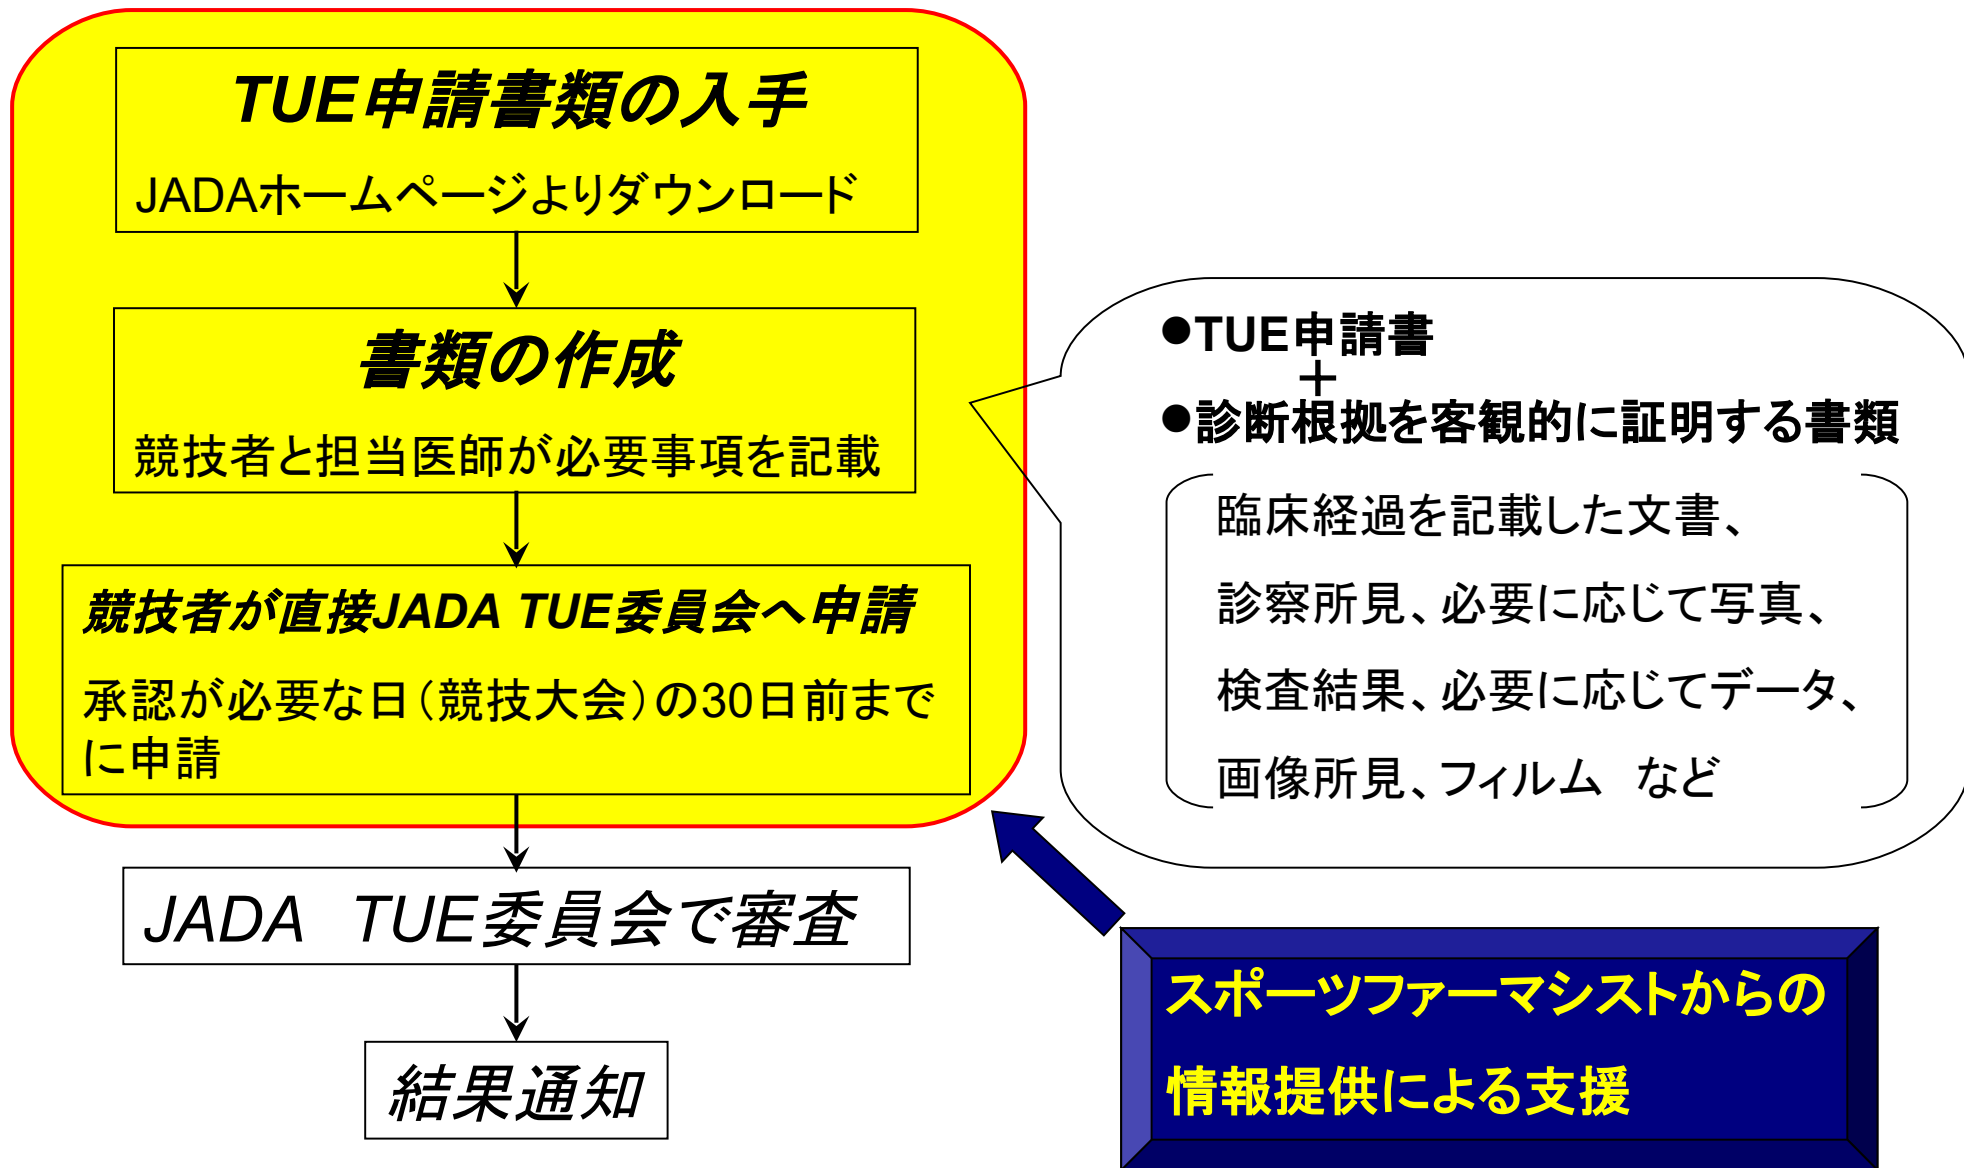 TUE申請書類の入手
JADAホームページよりダウンロード
書類の作成
競技者と担当医師が必要事項を記載
競技者が直接JADA TUE委員会へ申請
承認が必要な日（競技大会）の30日前まで
に申請
JADA　TUE委員会で審査
結果通知
●TUE申請書
＋
●診断根拠を客観的に証明する書類
臨床経過を記載した文書、
診察所見、必要に応じて写真、
検査結果、必要に応じてデータ、
画像所見、フィルム　など
スポーツファーマシストからの
情報提供による支援